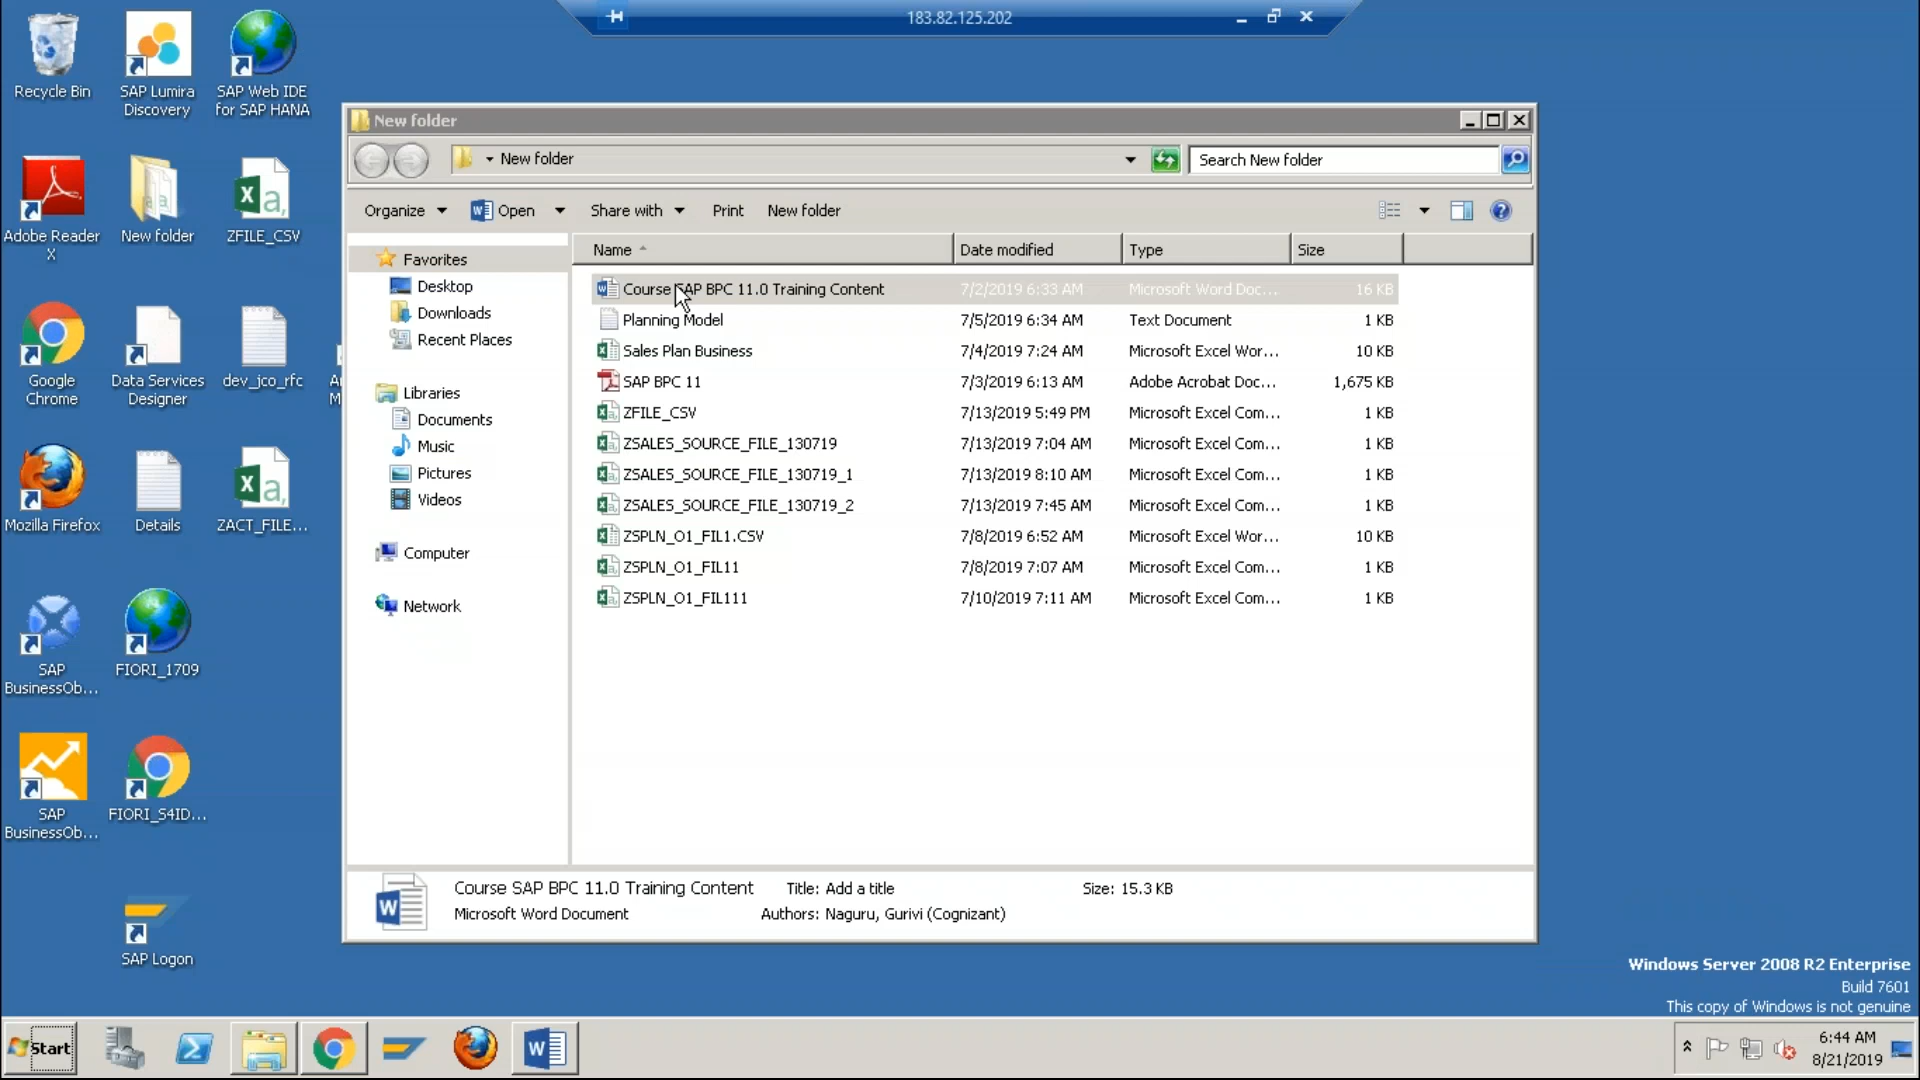 183.82.125.202
Recycle Bin
SAP Lumira
Discovery
SAP Web IDE
for SAP HANA
Adobe Reader
X
New folder
ZFILE_CSV
Google
Chrome
Data Services
Designer
dev_jco_rfc
Mozilla Firefox
Details
ZACT_FILE...
SAP
BusinessOb...
FIORI_1709
SAP
BusinessOb...
FIORI_S4ID...
SAP Logon
New folder
New folder
Search New folder
Organize
Open
Share with
Print
New folder
Favorites
Desktop
Downloads
Recent Places
Libraries
Documents
Music
Pictures
Videos
Computer
Network
Name Date modified Type Size
Course SAP BPC 11.0 Training Content 7/2/2019 6:33 AM Microsoft Word Doc... 16 KB
Planning Model 7/5/2019 6:34 AM Text Document 1 KB
Sales Plan Business 7/4/2019 7:24 AM Microsoft Excel Wor... 10 KB
SAP BPC 11 7/3/2019 6:13 AM Adobe Acrobat Doc... 1,675 KB
ZFILE_CSV 7/13/2019 5:49 PM Microsoft Excel Com... 1 KB
ZSALES_SOURCE_FILE_130719 7/13/2019 7:04 AM Microsoft Excel Com... 1 KB
ZSALES_SOURCE_FILE_130719_1 7/13/2019 8:10 AM Microsoft Excel Com... 1 KB
ZSALES_SOURCE_FILE_130719_2 7/13/2019 7:45 AM Microsoft Excel Com... 1 KB
ZSPLN_O1_FIL1.CSV 7/8/2019 6:52 AM Microsoft Excel Wor... 10 KB
ZSPLN_O1_FIL11 7/8/2019 7:07 AM Microsoft Excel Com... 1 KB
ZSPLN_O1_FIL111 7/10/2019 7:11 AM Microsoft Excel Com... 1 KB
Course SAP BPC 11.0 Training Content Title: Add a title Size: 15.3 KB
Microsoft Word Document Authors: Naguru, Gurivi (Cognizant)
Windows Server 2008 R2 Enterprise
Build 7601
This copy of Windows is not genuine
Start
6:44 AM
8/21/2019